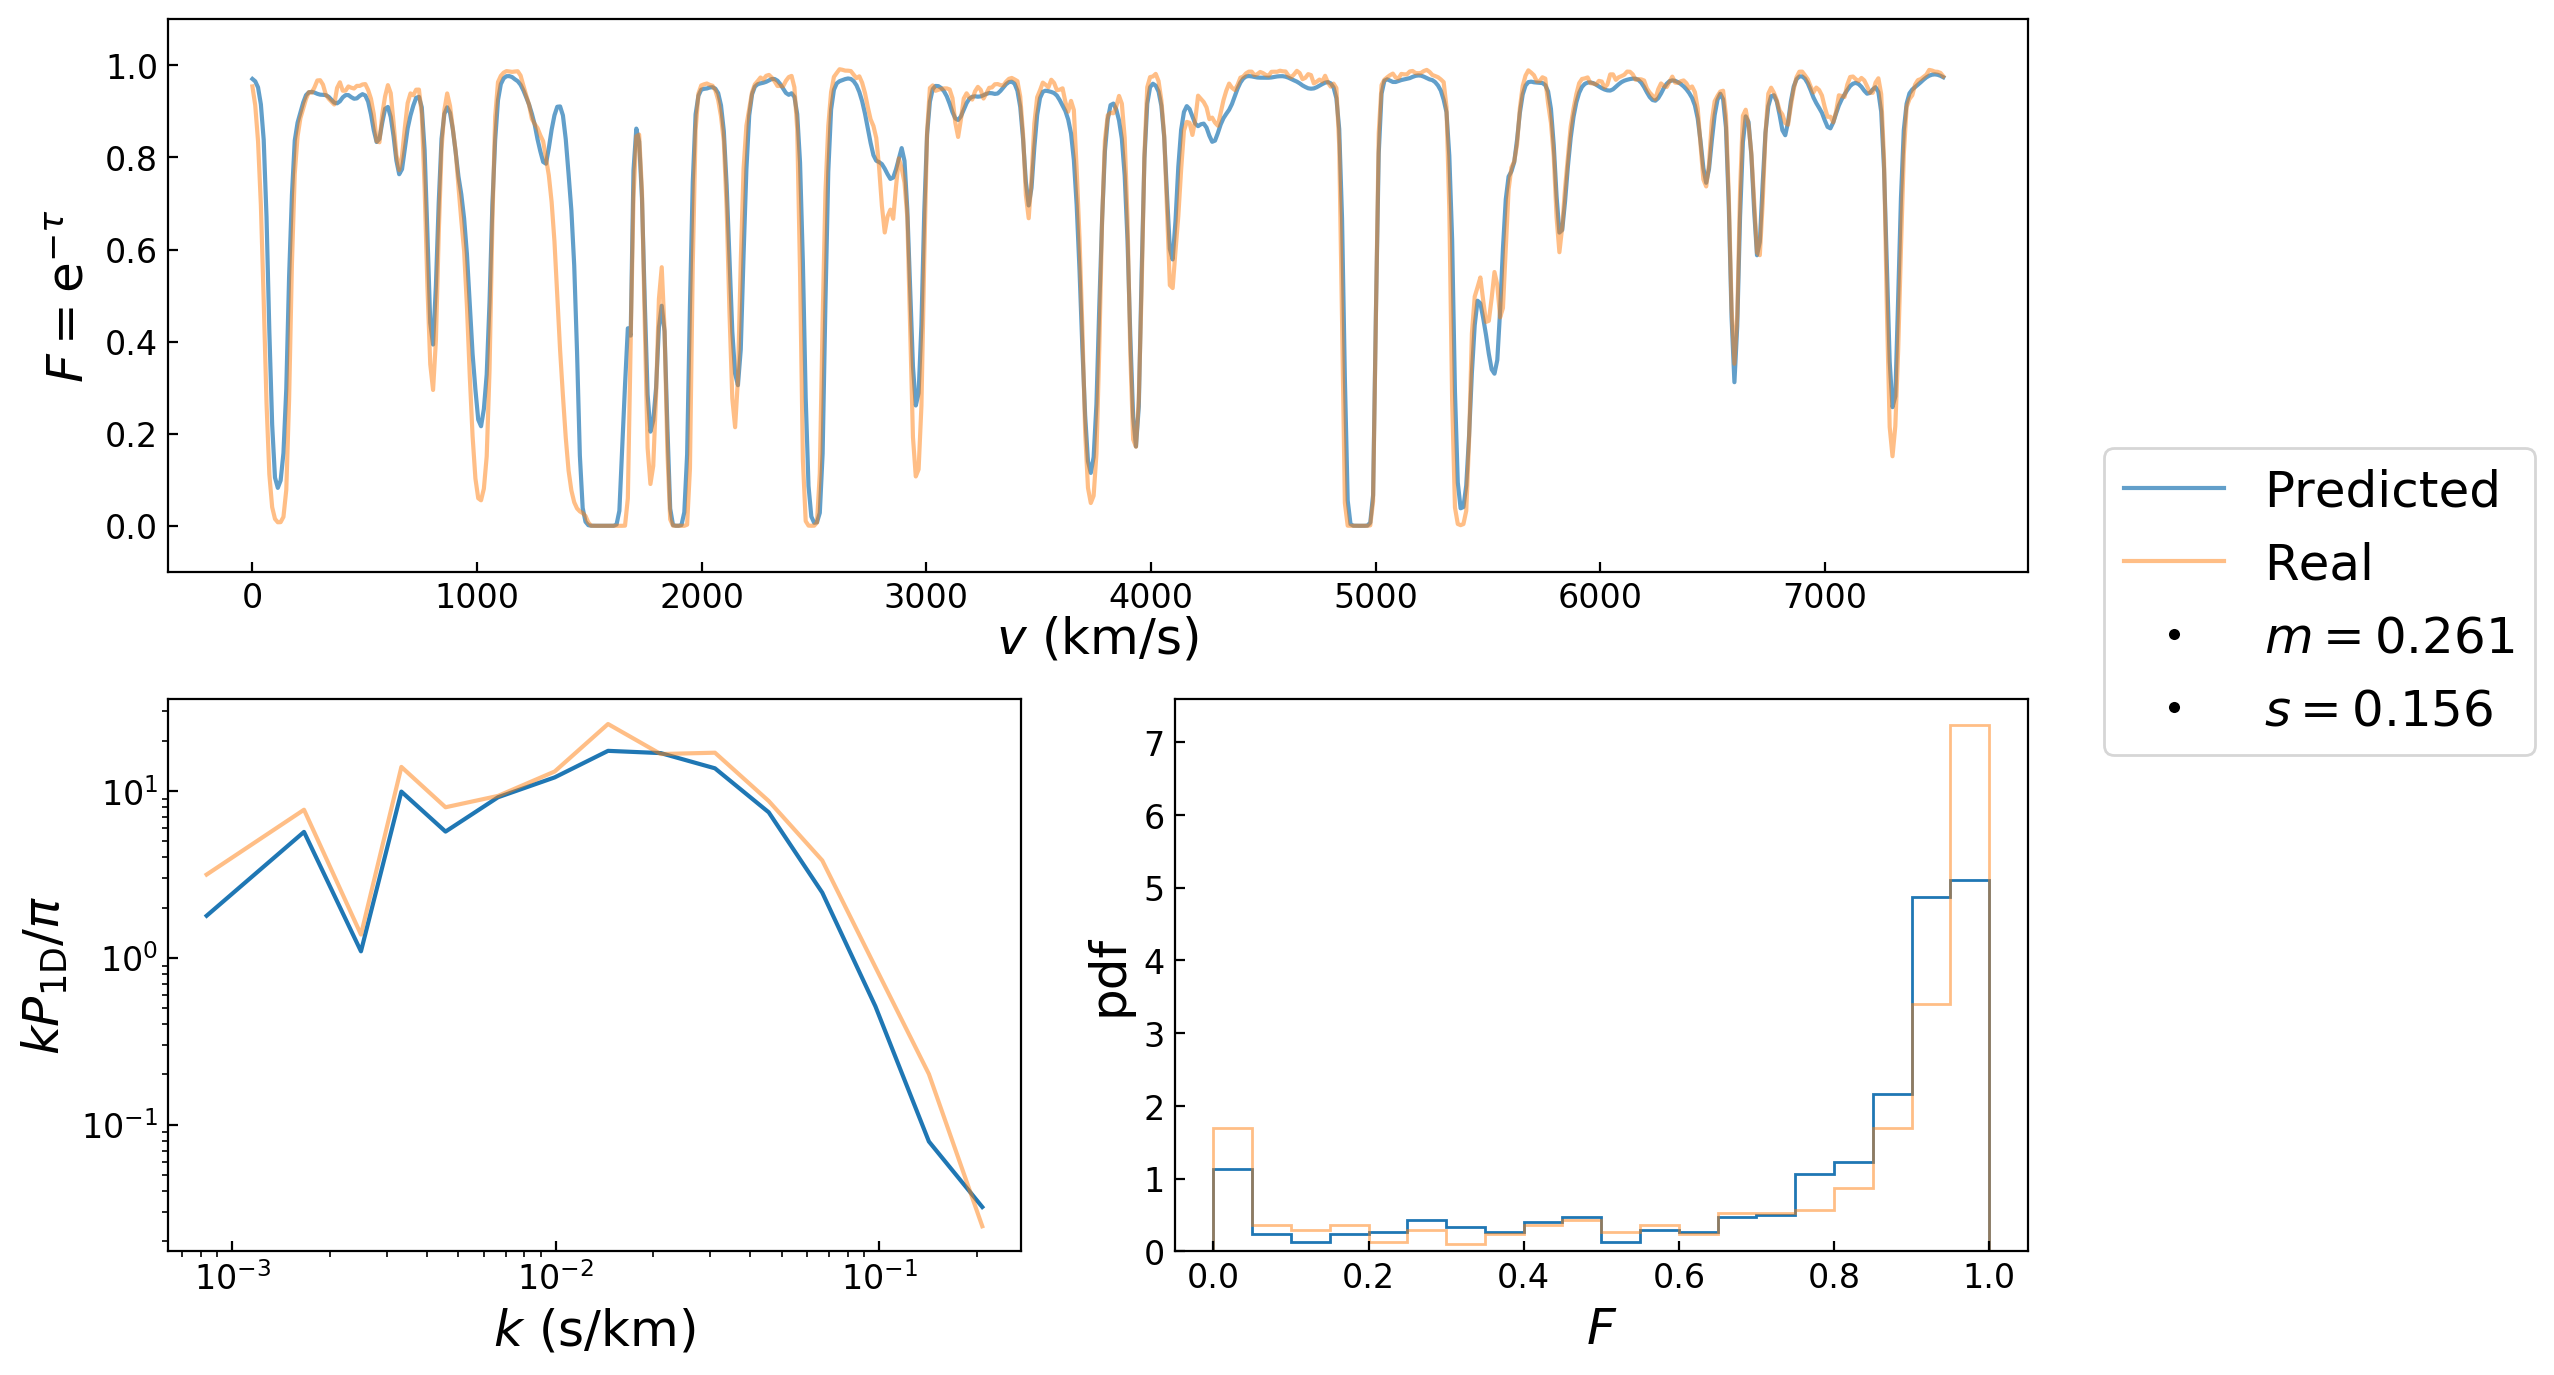 1.0
0.8
0.6
0.4
0.2
0.0
F = e^{−τ}
0 1000 2000 3000 4000 5000 6000 7000
v (km/s)
Predicted
Real
m = 0.261
s = 0.156
10^1
10^0
10^{−1}
kP_{1D}/π
10^{−3} 10^{−2} 10^{−1}
k (s/km)
7
6
5
4
3
2
1
0
pdf
0.0 0.2 0.4 0.6 0.8 1.0
F